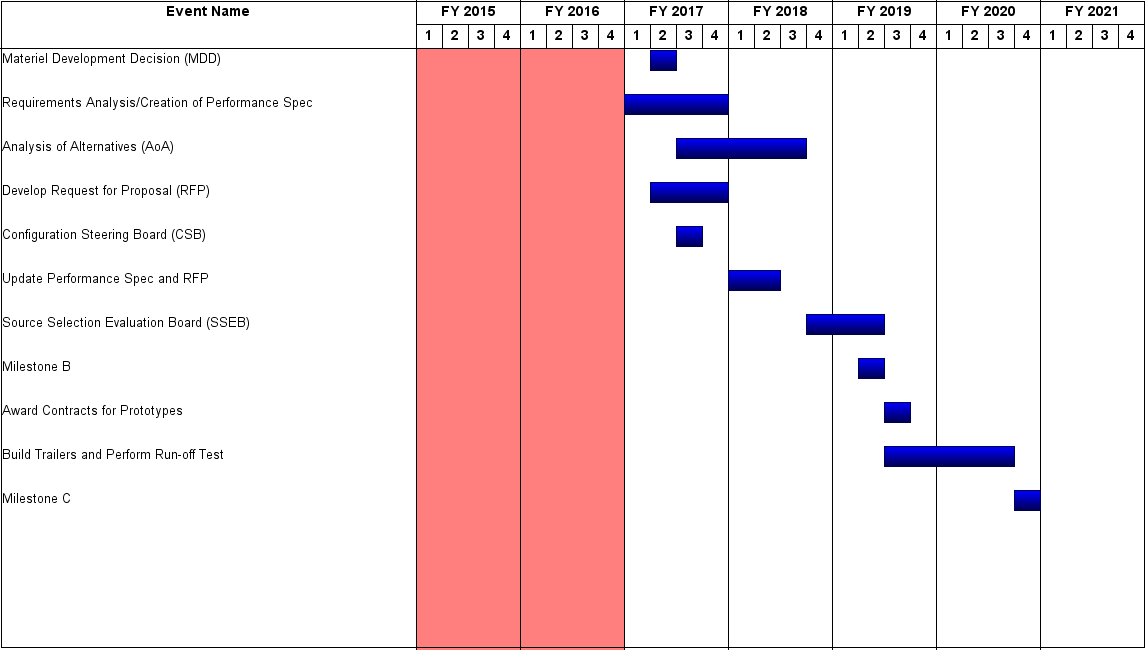 Event Name FY 2015 FY 2016 FY 2017 FY 2018 FY 2019 FY 2020 FY 2021
1 2 3 4 1 2 3 4 1 2 3 4 1 2 3 4 1 2 3 4 1 2 3 4 1 2 3 4
Materiel Development Decision (MDD)
Requirements Analysis/Creation of Performance Spec
Analysis of Alternatives (AoA)
Develop Request for Proposal (RFP)
Configuration Steering Board (CSB)
Update Performance Spec and RFP
Source Selection Evaluation Board (SSEB)
Milestone B
Award Contracts for Prototypes
Build Trailers and Perform Run-off Test
Milestone C